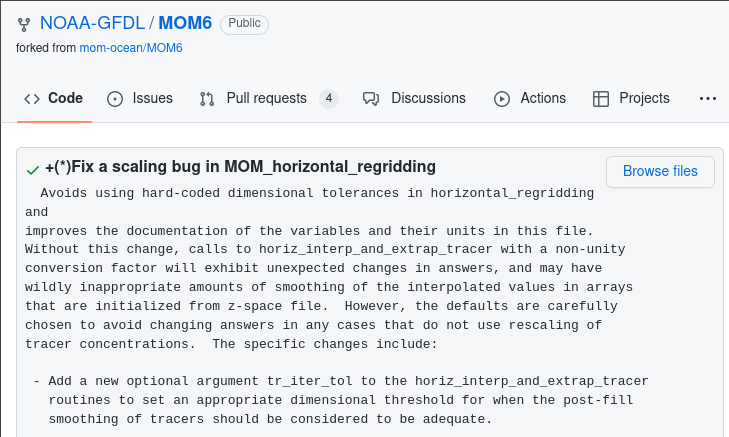 NOAA-GFDL / MOM6 Public
forked from mom-ocean/MOM6
Code Issues Pull requests 4 Discussions Actions Projects ...
+(*)Fix a scaling bug in MOM_horizontal_regridding
Browse files
Avoids using hard-coded dimensional tolerances in horizontal_regridding
and
improves the documentation of the variables and their units in this file.
Without this change, calls to horiz_interp_and_extrap_tracer with a non-unity
conversion factor will exhibit unexpected changes in answers, and may have
wildly inappropriate amounts of smoothing of the interpolated values in arrays
that are initialized from z-space file.  However, the defaults are carefully
chosen to avoid changing answers in any cases that do not use rescaling of
tracer concentrations.  The specific changes include:
- Add a new optional argument tr_iter_tol to the horiz_interp_and_extrap_tracer
routines to set an appropriate dimensional threshold for when the post-fill
smoothing of tracers should be considered to be adequate.